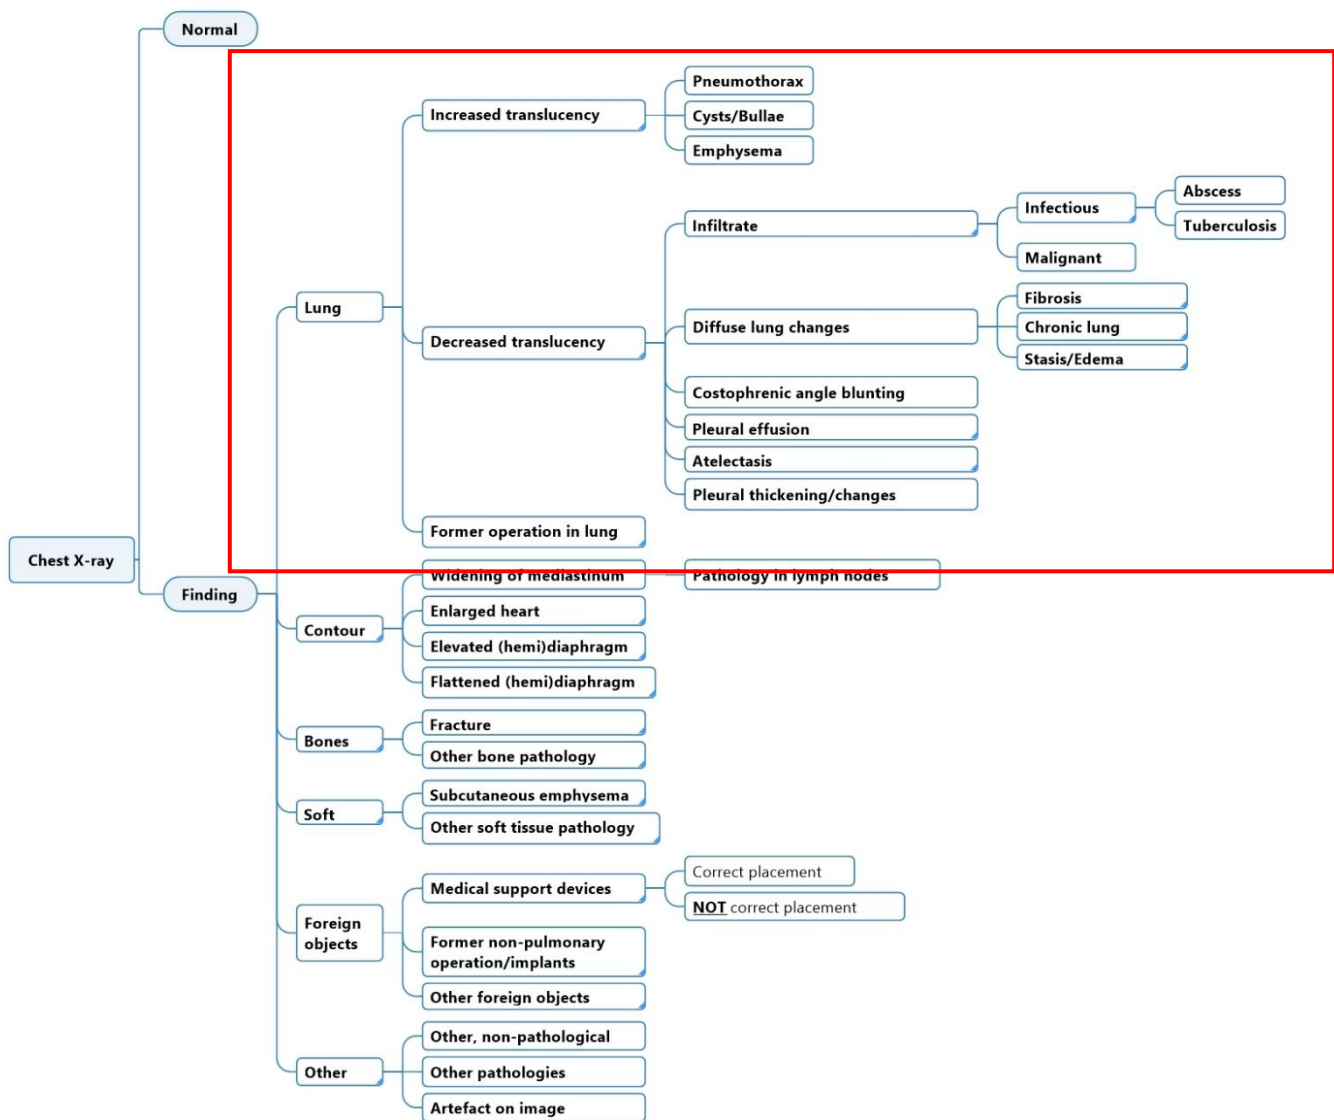 Normal
Pneumothorax
Increased translucency
Cysts/Bullae
Emphysema
Abscess
Infectious
Tuberculosis
Infiltrate
Malignant
Fibrosis
Lung
Diffuse lung changes
Chronic lung
Decreased translucency
Stasis/Edema
Costophrenic angle blunting
Pleural effusion
Atelectasis
Pleural thickening/changes
Former operation in lung
Chest X-ray
Widening of mediastinum
Pathology in lymph nodes
Finding
Enlarged heart
Contour
Elevated (hemi)diaphragm
Flattened (hemi)diaphragm
Fracture
Bones
Other bone pathology
Subcutaneous emphysema
Soft
Other soft tissue pathology
Correct placement
Medical support devices
NOT correct placement
Foreign
objects
Former non-pulmonary
operation/implants
Other foreign objects
Other, non-pathological
Other
Other pathologies
Artefact on image